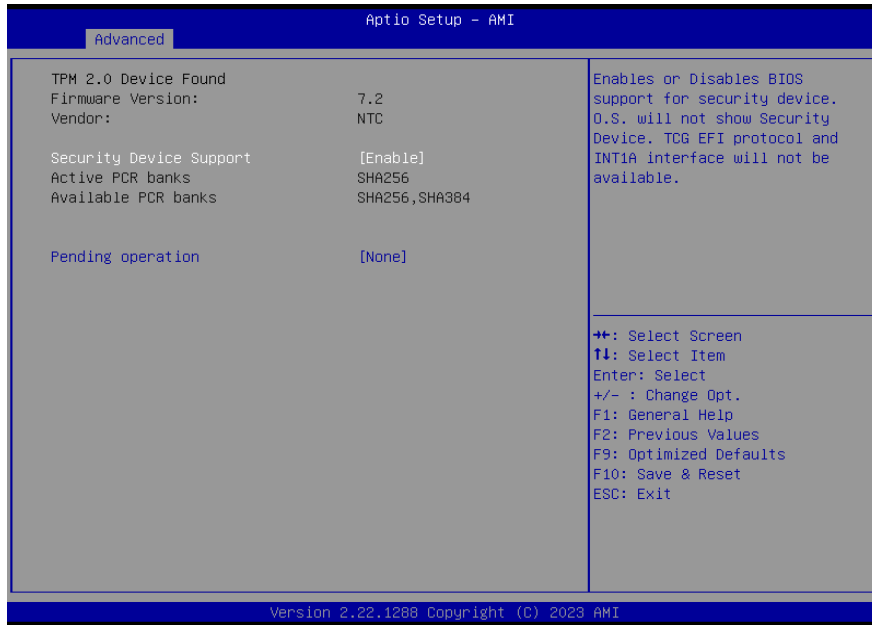 Aptio Setup – AMI
Advanced
TPM 2.0 Device Found
Firmware Version: 7.2
Vendor: NTC
Security Device Support [Enable]
Active PCR banks SHA256
Available PCR banks SHA256,SHA384
Pending operation [None]
Enables or Disables BIOS
support for security device.
O.S. will not show Security
Device. TCG EFI protocol and
INT1A interface will not be
available.
→←: Select Screen
↑↓: Select Item
Enter: Select
+/- : Change Opt.
F1: General Help
F2: Previous Values
F9: Optimized Defaults
F10: Save & Reset
ESC: Exit
Version 2.22.1288 Copyright (C) 2023 AMI